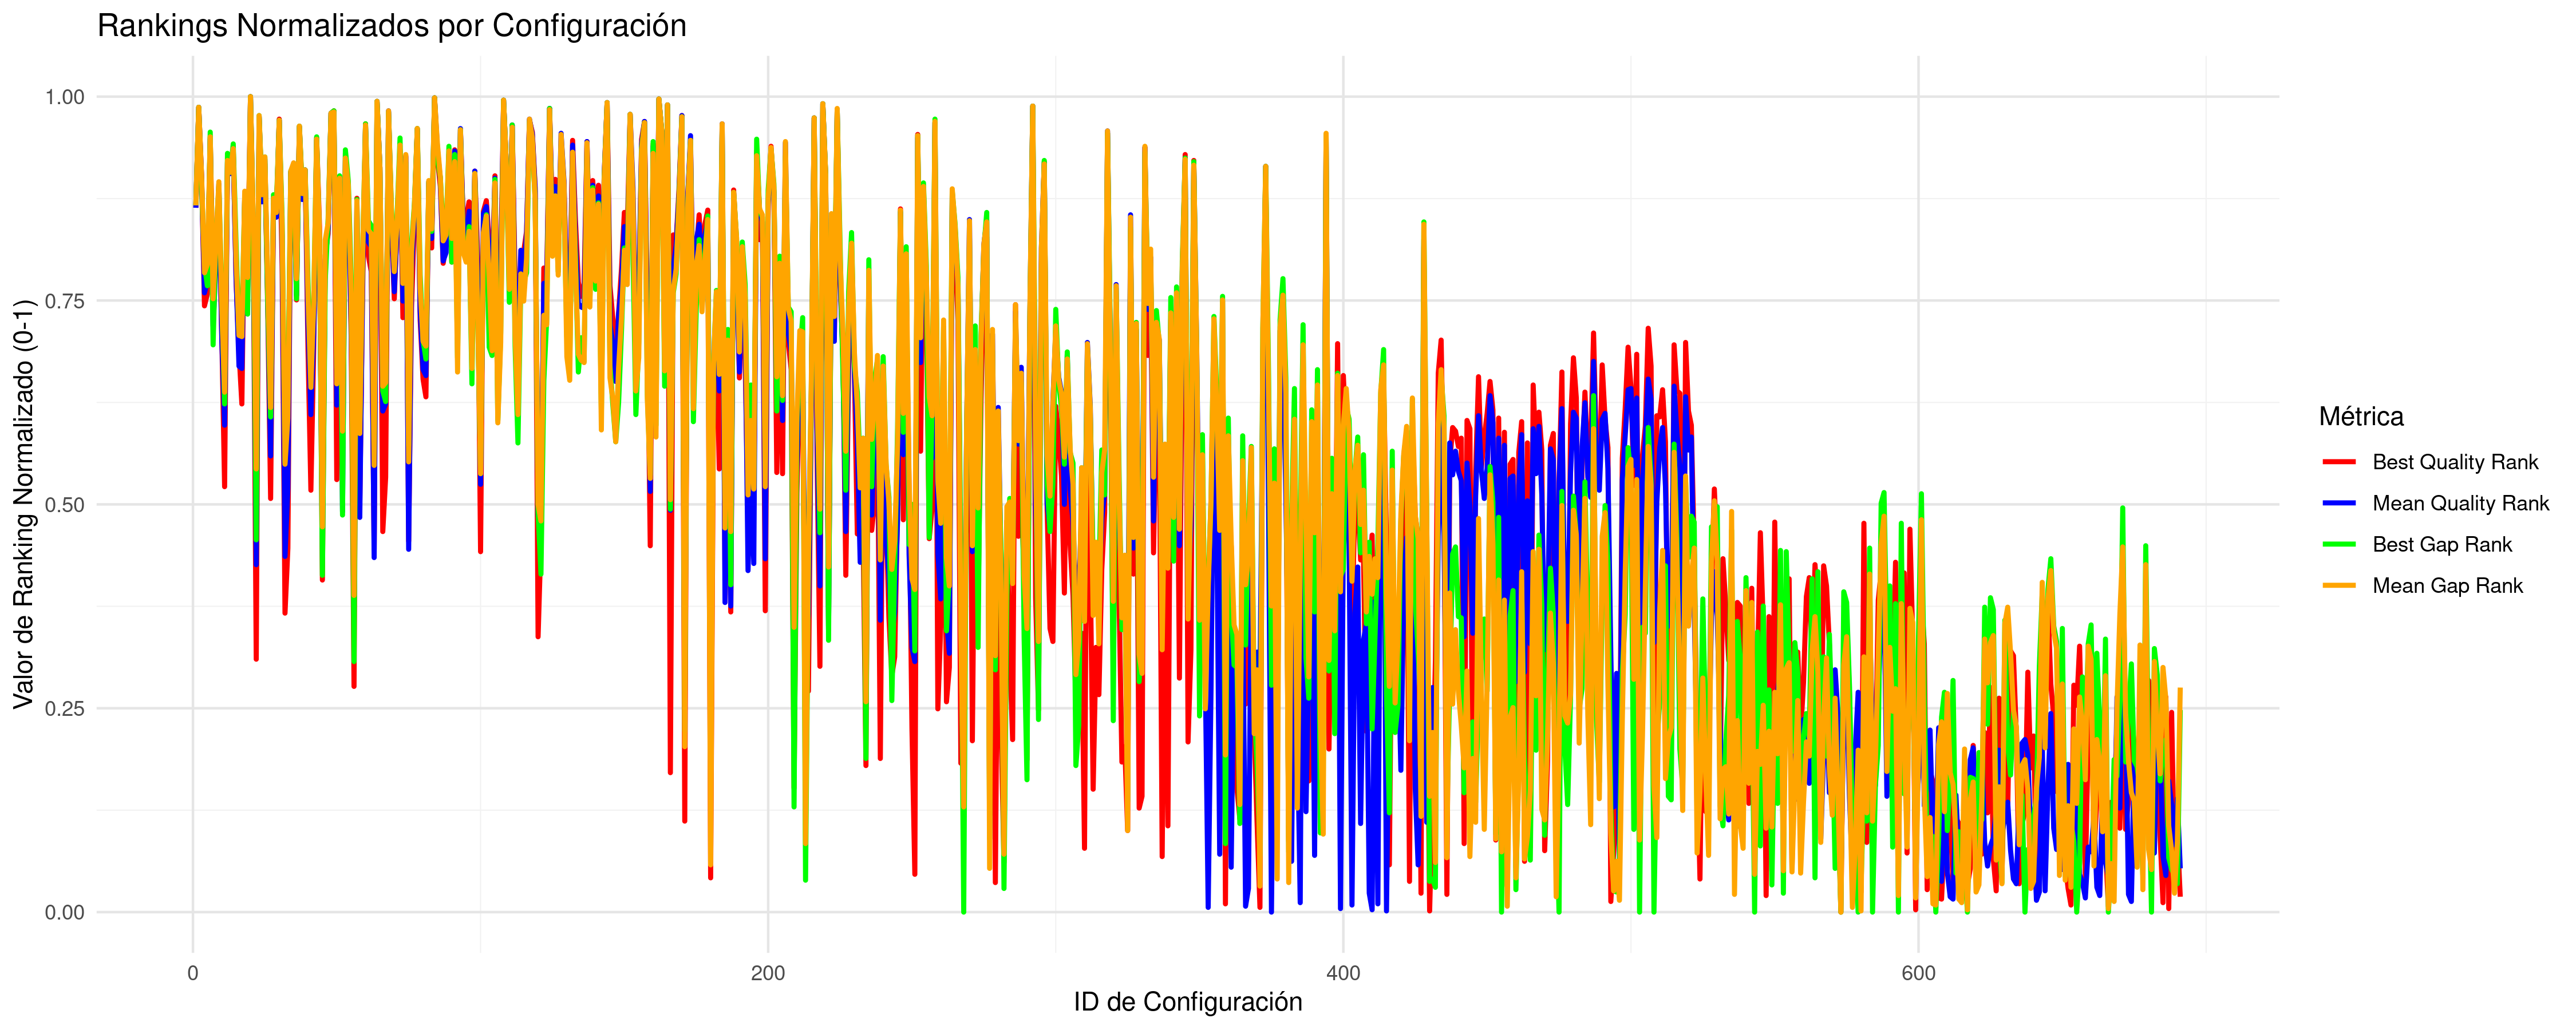 Rankings Normalizados por Configuración
Valor de Ranking Normalizado (0-1)
1.00
0.75
0.50
0.25
0.00
0
200
400
600
ID de Configuración
Métrica
Best Quality Rank
Mean Quality Rank
Best Gap Rank
Mean Gap Rank